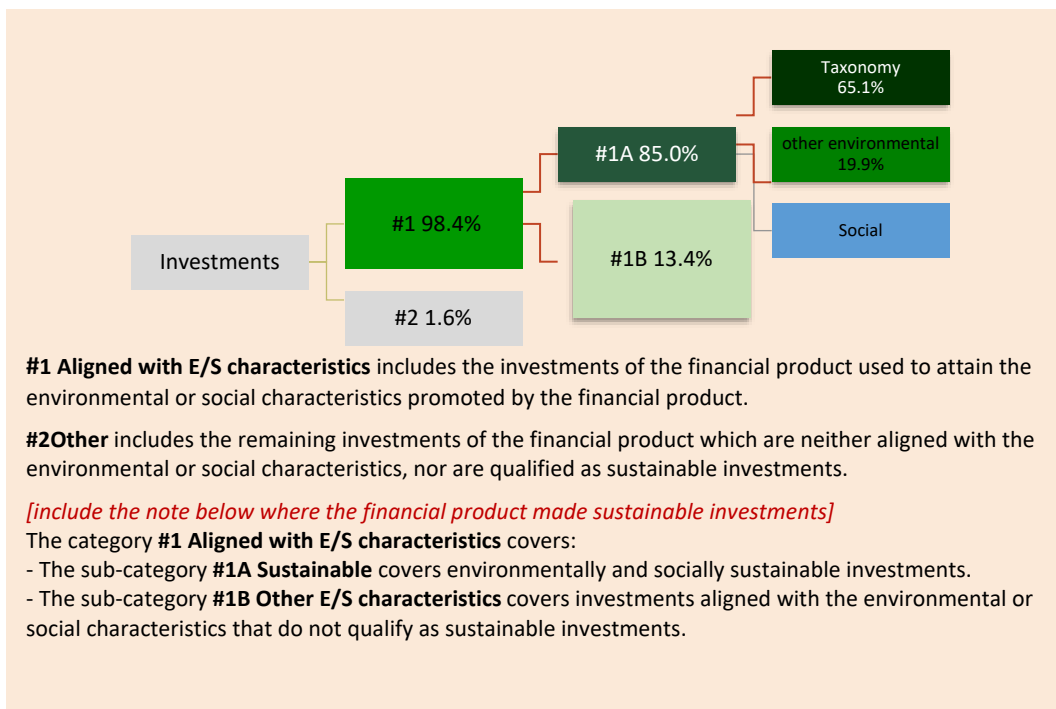 Taxonomy
65.1%
#1A 85.0%
other environmental
19.9%
#1 98.4%
Social
Investments
#1B 13.4%
#2 1.6%
#1 Aligned with E/S characteristics includes the investments of the financial product used to attain the
environmental or social characteristics promoted by the financial product.
#2Other includes the remaining investments of the financial product which are neither aligned with the
environmental or social characteristics, nor are qualified as sustainable investments.
[include the note below where the financial product made sustainable investments]
The category #1 Aligned with E/S characteristics covers:
- The sub-category #1A Sustainable covers environmentally and socially sustainable investments.
- The sub-category #1B Other E/S characteristics covers investments aligned with the environmental or
social characteristics that do not qualify as sustainable investments.